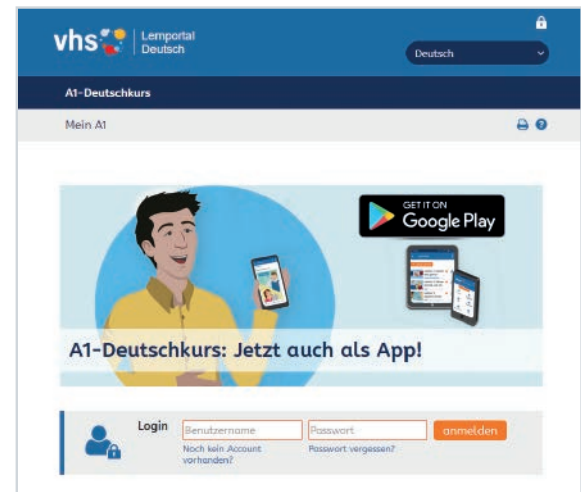 vhs
Lernportal
Deutsch
Deutsch
A1-Deutschkurs
Mein A1
GET IT ON
Google Play
A1-Deutschkurs: Jetzt auch als App!
Login
Benutzername
Passwort
anmelden
Noch kein Account
vorhanden?
Passwort vergessen?